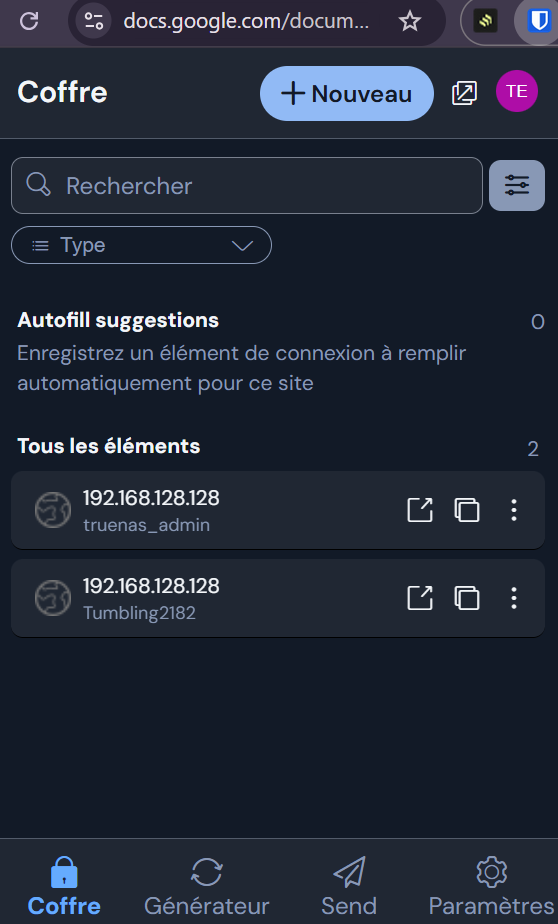 docs.google.com/docum...
Coffre
Nouveau
TE
Rechercher
Type
Autofill suggestions
0
Enregistrez un élément de connexion à remplir
automatiquement pour ce site
Tous les éléments
2
192.168.128.128
truenas_admin
192.168.128.128
Tumbling2182
Coffre
Générateur
Send
Paramètres